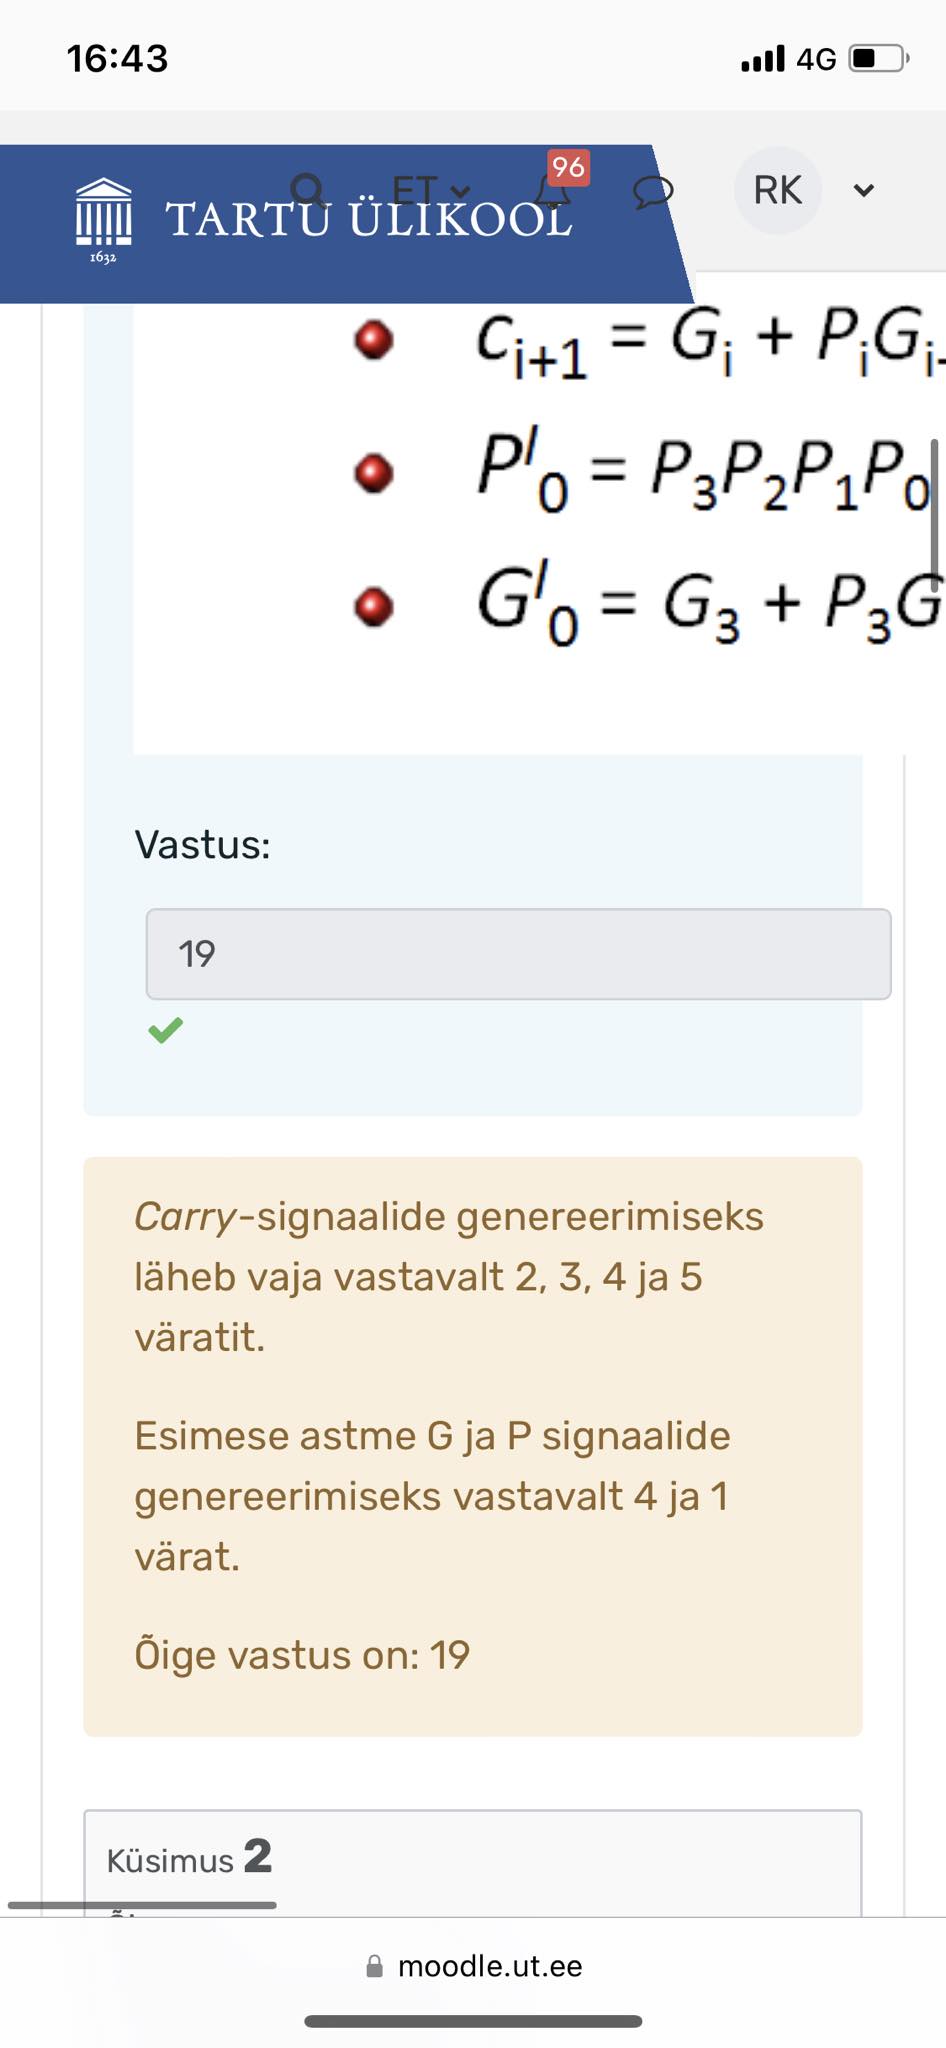 16:43
4G
96
ET
RK
TARTU ÜLIKOOL
1632
c_{i+1} = G_i + P_iG_{i-
P^I_0 = P_3P_2P_1P_0
G^I_0 = G_3 + P_3G
Vastus:
19
Carry-signaalide genereerimiseks
läheb vaja vastavalt 2, 3, 4 ja 5
väratit.
Esimese astme G ja P signaalide
genereerimiseks vastavalt 4 ja 1
värat.
Õige vastus on: 19
Küsimus 2
moodle.ut.ee